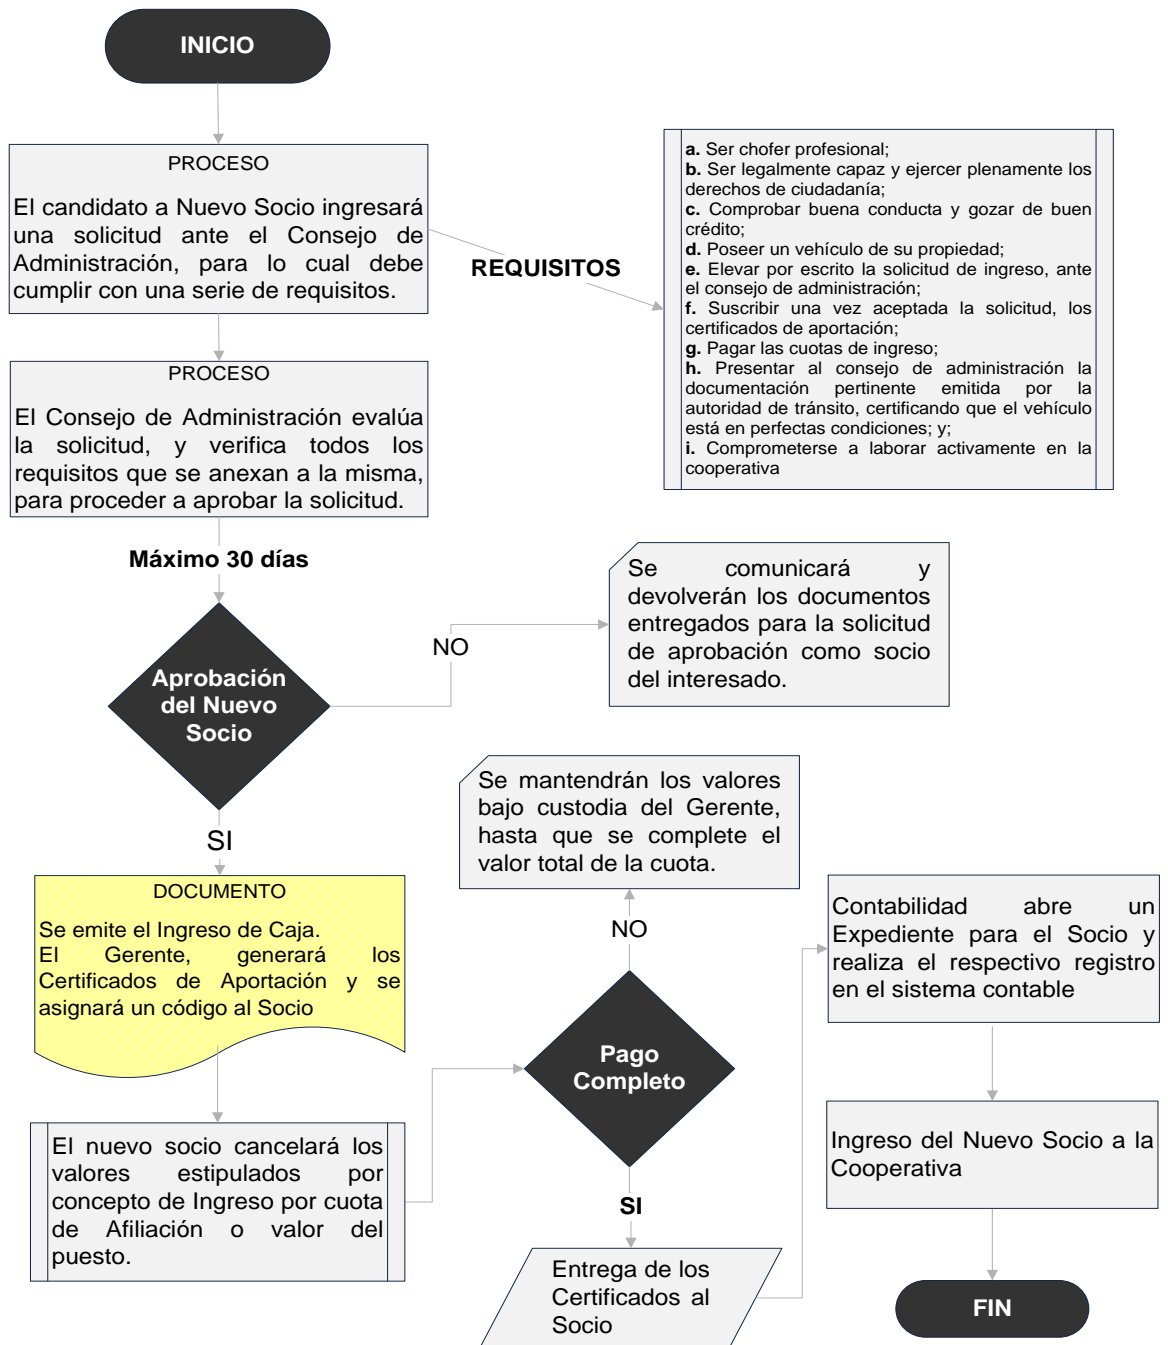 INICIO
PROCESO
El candidato a Nuevo Socio ingresará
una solicitud ante el Consejo de
Administración, para lo cual debe
cumplir con una serie de requisitos.
REQUISITOS
a. Ser chofer profesional;
b. Ser legalmente capaz y ejercer plenamente los
derechos de ciudadanía;
c. Comprobar buena conducta y gozar de buen
crédito;
d. Poseer un vehículo de su propiedad;
e. Elevar por escrito la solicitud de ingreso, ante
el consejo de administración;
f. Suscribir una vez aceptada la solicitud, los
certificados de aportación;
g. Pagar las cuotas de ingreso;
h. Presentar al consejo de administración la
documentación pertinente emitida por la
autoridad de tránsito, certificando que el vehículo
está en perfectas condiciones; y;
i. Comprometerse a laborar activamente en la
cooperativa
PROCESO
El Consejo de Administración evalúa
la solicitud, y verifica todos los
requisitos que se anexan a la misma,
para proceder a aprobar la solicitud.
Máximo 30 días
Aprobación
del Nuevo
Socio
NO
Se comunicará y
devolverán los documentos
entregados para la solicitud
de aprobación como socio
del interesado.
SI
DOCUMENTO
Se emite el Ingreso de Caja.
El Gerente, generará los
Certificados de Aportación y se
asignará un código al Socio
El nuevo socio cancelará los
valores estipulados por
concepto de Ingreso por cuota
de Afiliación o valor del
puesto.
Pago
Completo
NO
Se mantendrán los valores
bajo custodia del Gerente,
hasta que se complete el
valor total de la cuota.
SI
Entrega de los
Certificados al
Socio
Contabilidad abre un
Expediente para el Socio y
realiza el respectivo registro
en el sistema contable
Ingreso del Nuevo Socio a la
Cooperativa
FIN